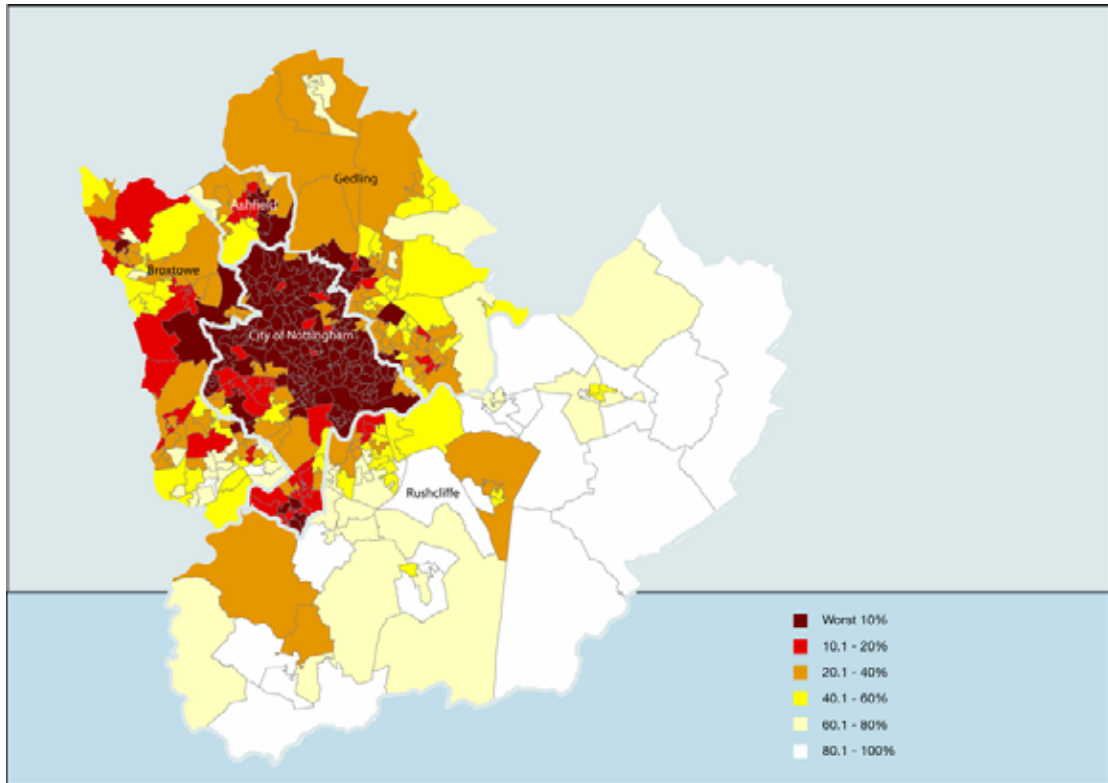 Gedling
Ashfield
Broxtowe
City of Nottingham
Rushcliffe
Worst 10%
10.1 - 20%
20.1 - 40%
40.1 - 60%
60.1 - 80%
80.1 - 100%